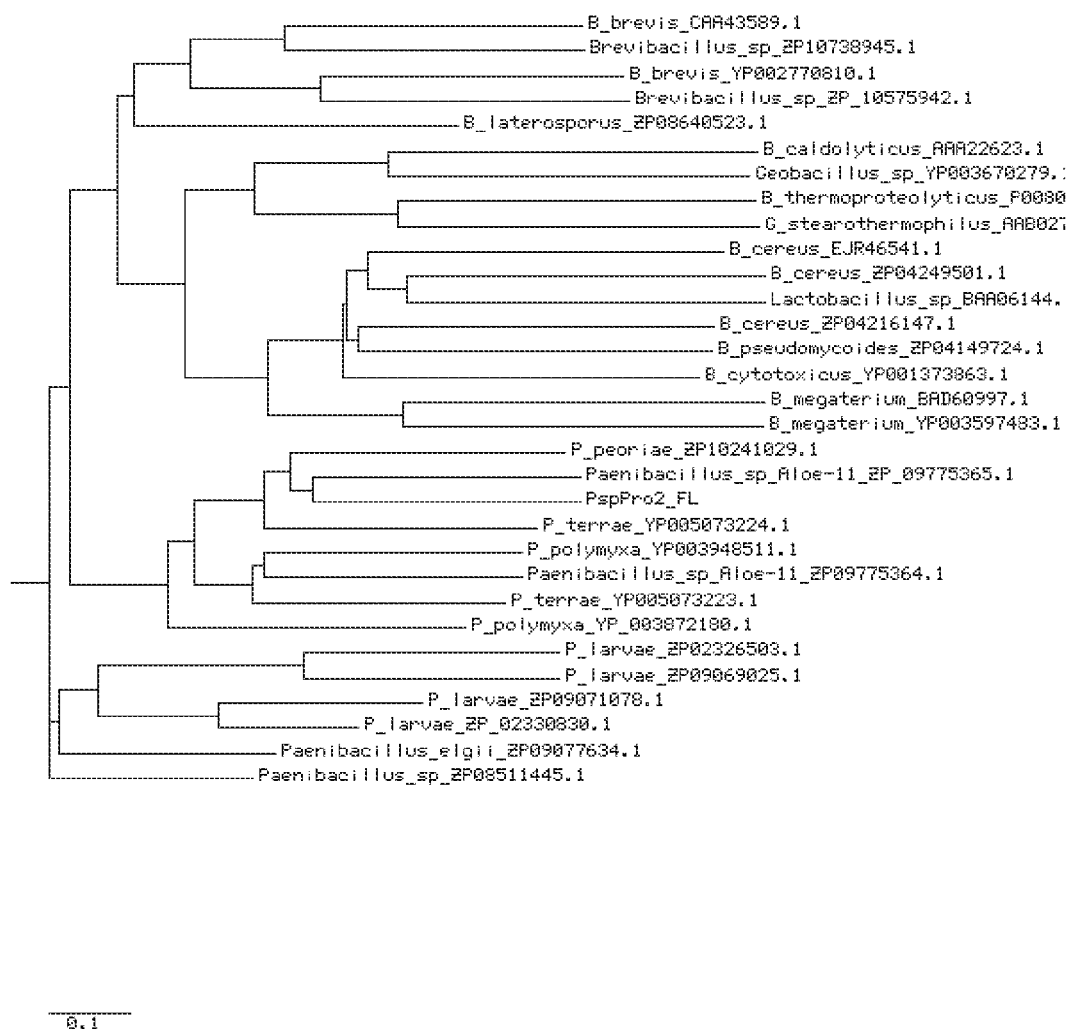 B_brevis_CAA43589.1
Brevibacillus_sp_ZP10738945.1
B_brevis_YP002770810.1
Brevibacillus_sp_ZP_10575942.1
B_laterosporus_ZP08640523.1
B_caldolyticus_AAA22623.1
Geobacillus_sp_YP003670279.1
B_thermoproteolyticus_P0080
G_stearothermophilus_AAB027
B_cereus_EJR46541.1
B_cereus_ZP04249501.1
Lactobacillus_sp_BAA06144.
B_cereus_ZP04216147.1
B_pseudomycoides_ZP04149724.1
B_cytotoxicus_YP001373863.1
B_megaterium_BAD60997.1
B_megaterium_YP003597483.1
P_peoriae_ZP10241029.1
Paenibacillus_sp_Aloe-11_ZP_09775365.1
PspPro2_FL
P_terrae_YP005073224.1
P_polymyxa_YP003948511.1
Paenibacillus_sp_Aloe-11_ZP09775364.1
P_terrae_YP005073223.1
P_polymyxa_YP_003872180.1
P_larvae_ZP02326503.1
P_larvae_ZP09069025.1
P_larvae_ZP09071078.1
P_larvae_ZP_02330830.1
Paenibacillus_elgii_ZP09077634.1
Paenibacillus_sp_ZP08511445.1
0.1